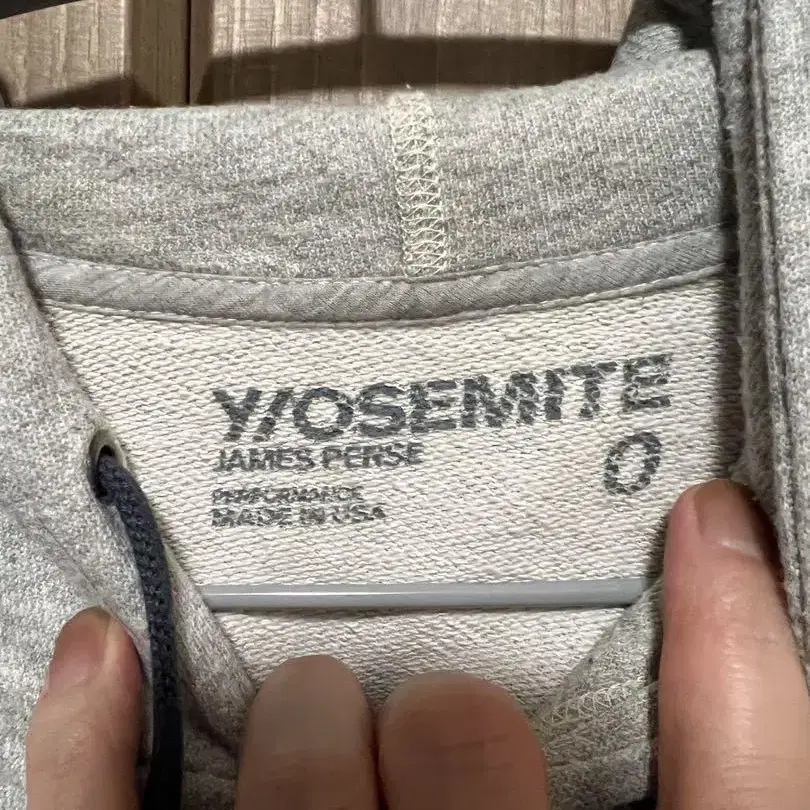 Y/OSEMITE
JAMES PERSE
0
PERFORMANCE
MADE IN USA